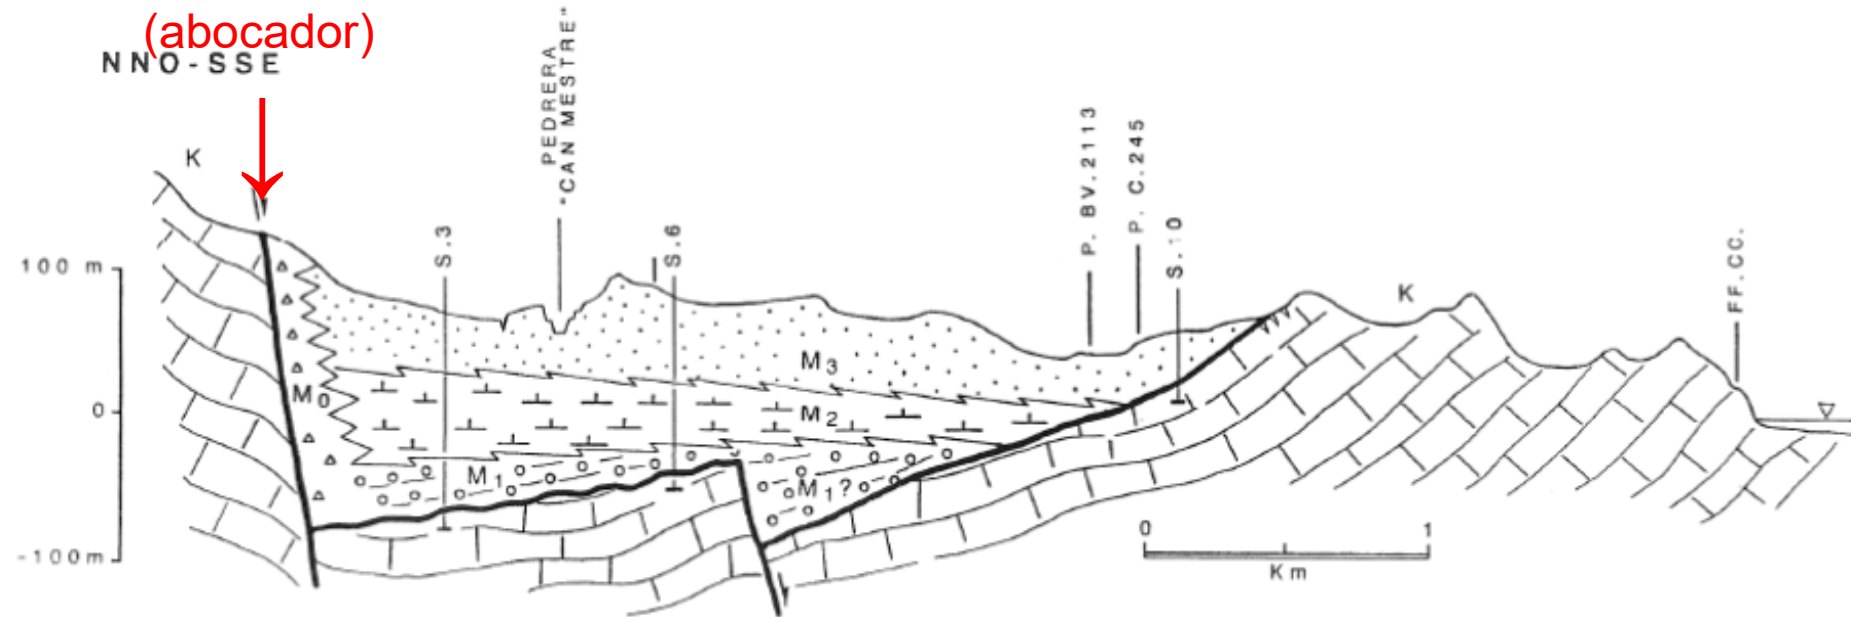 (abocador)
NNO-SSE
PEDRERA
"CAN MESTRE"
K
S.3
S.6
P. BV.2113
P. C.245
S.10
K
FF.CC.
100 m
0
-100m
M0
M3
M2
M1
M1?
0 1
Km